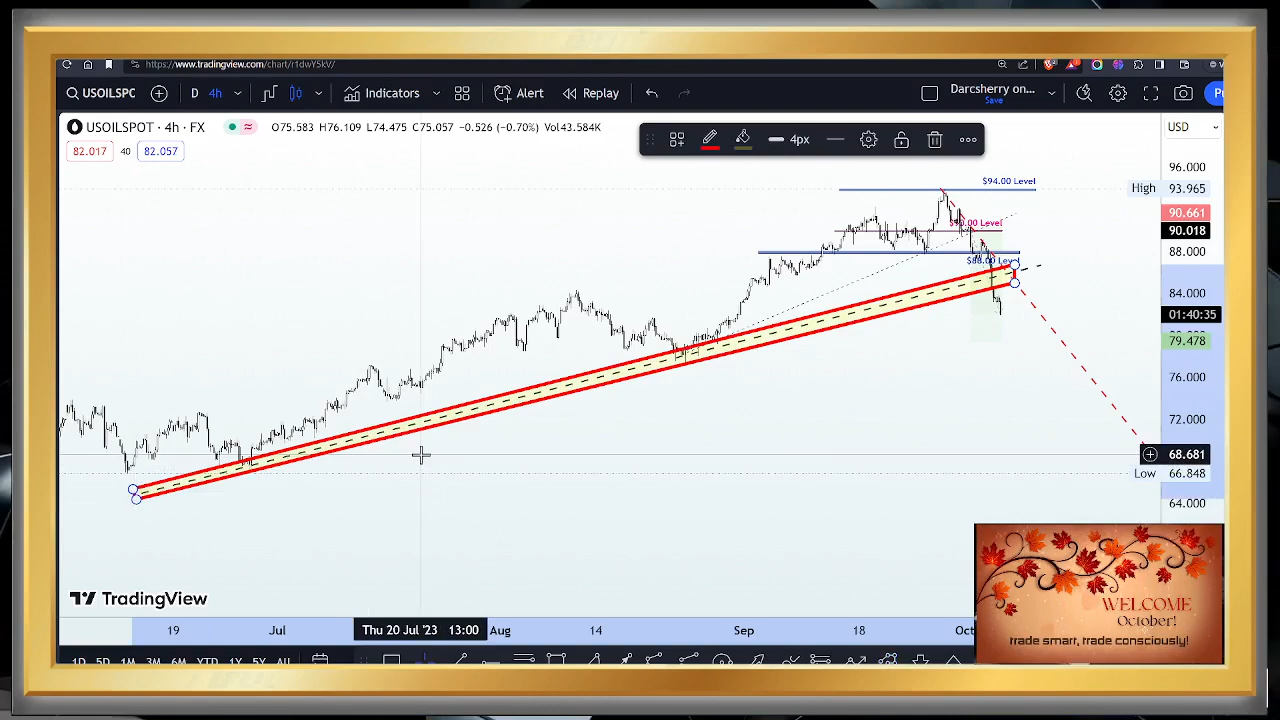 https://www.tradingview.com/chart/r1dwY5kV/
USOILSPC
D 4h
Indicators
Alert
Replay
Darcsherry on...
Save
USOILSPOT · 4h · FX
O75.583 H76.109 L74.475 C75.057 −0.526 (−0.70%) Vol43.584K
82.017 40 82.057
4px
USD
96.000
$94.00 Level
High 93.965
90.661
90.018
88.000
$88.00 Level
84.000
01:40:35
79.478
76.000
72.000
68.681
Low 66.848
64.000
TradingView
WELCOME
October!
trade smart, trade consciously!
19 Jul Thu 20 Jul '23 13:00 Aug 14 Sep 18 Oct
1D 5D 1M 3M 6M YTD 1Y 5Y All